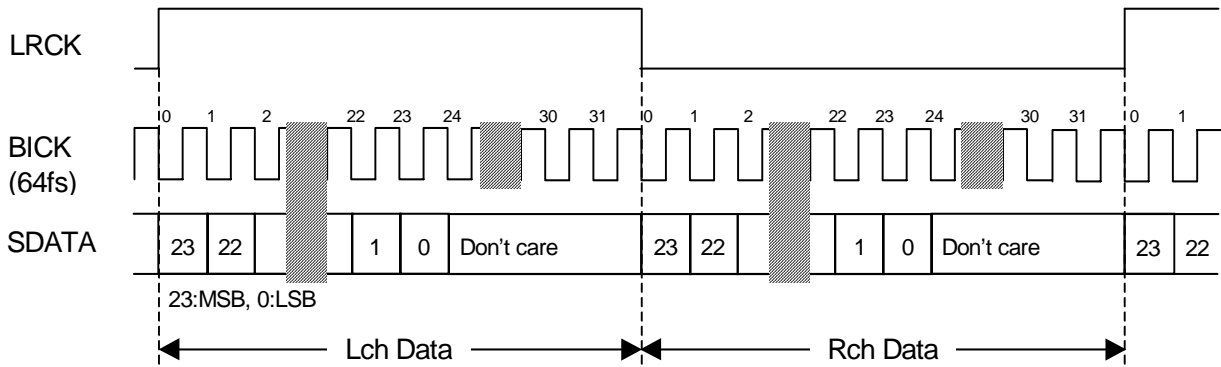 LRCK
0 1 2 22 23 24 30 31 0 1 2 22 23 24 30 31 0 1
BICK
(64fs)
SDATA 23 22 1 0 Don't care 23 22 1 0 Don't care 23 22
23:MSB, 0:LSB
Lch Data Rch Data